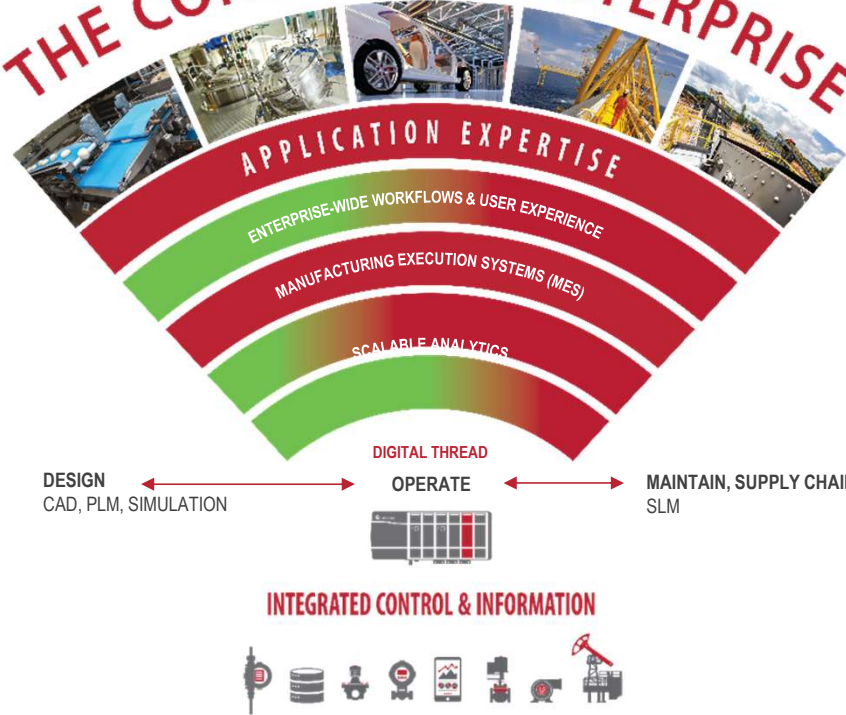 THE
ERPRISE
APPLICATION EXPERTISE
ENTERPRISE-WIDE WORKFLOWS & USER EXPERIENCE
MANUFACTURING EXECUTION SYSTEMS (MES)
SCALABLE ANALYTICS
DIGITAL THREAD
DESIGN
CAD, PLM, SIMULATION
OPERATE
MAINTAIN, SUPPLY CHAI
SLM
INTEGRATED CONTROL & INFORMATION